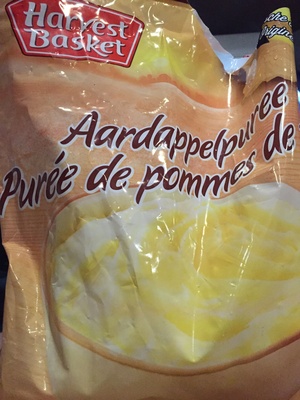 Harvest
Basket
Aardappelpuree
Purée de pommes de